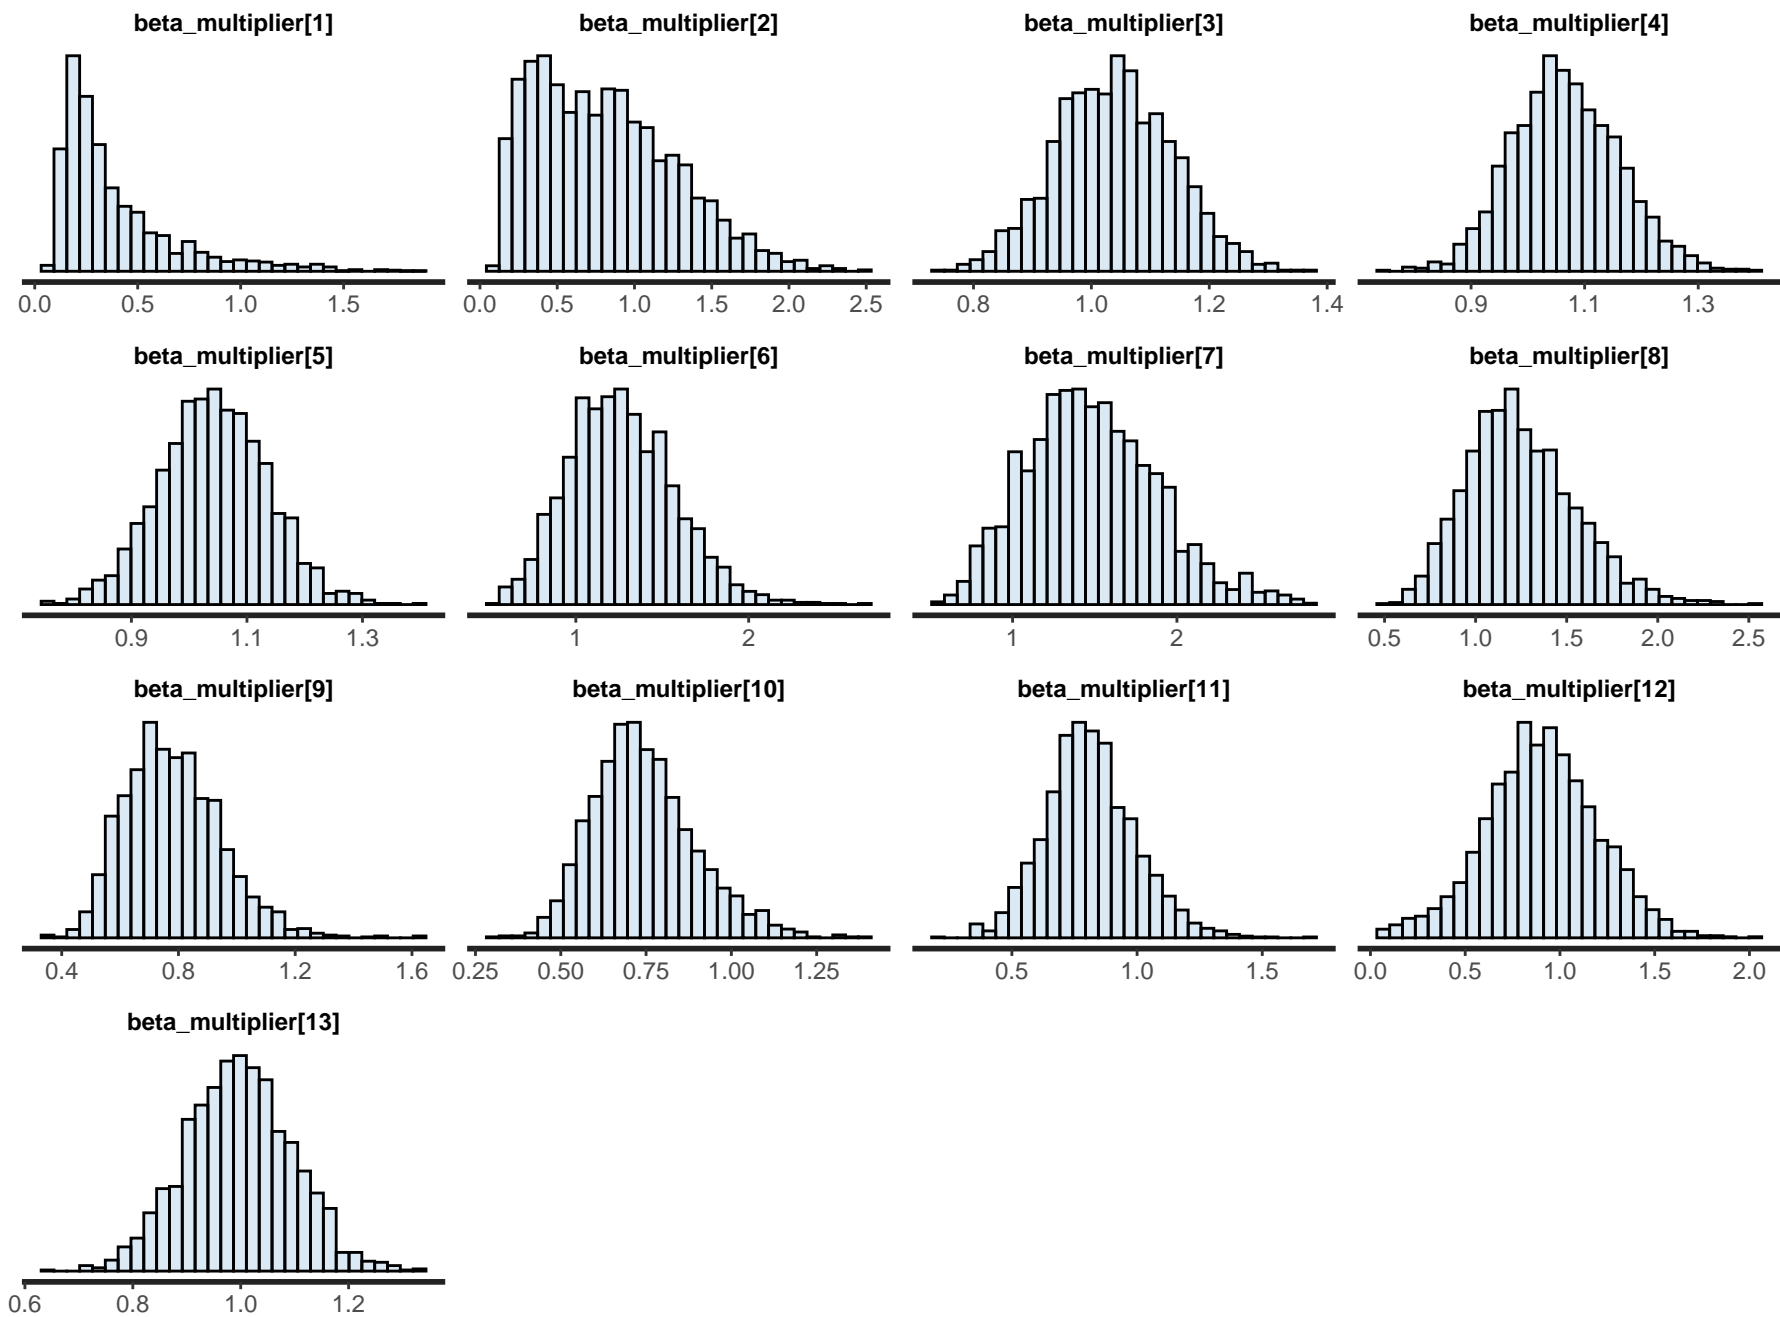 beta_multiplier[1] beta_multiplier[2] beta_multiplier[3] beta_multiplier[4]
0.0 0.5 1.0 1.5 0.0 0.5 1.0 1.5 2.0 2.5 0.8 1.0 1.2 1.4 0.9 1.1 1.3
beta_multiplier[5] beta_multiplier[6] beta_multiplier[7] beta_multiplier[8]
0.9 1.1 1.3 1 2 1 2 0.5 1.0 1.5 2.0 2.5
beta_multiplier[9] beta_multiplier[10] beta_multiplier[11] beta_multiplier[12]
0.4 0.8 1.2 1.6 0.25 0.50 0.75 1.00 1.25 0.5 1.0 1.5 0.0 0.5 1.0 1.5 2.0
beta_multiplier[13]
0.6 0.8 1.0 1.2